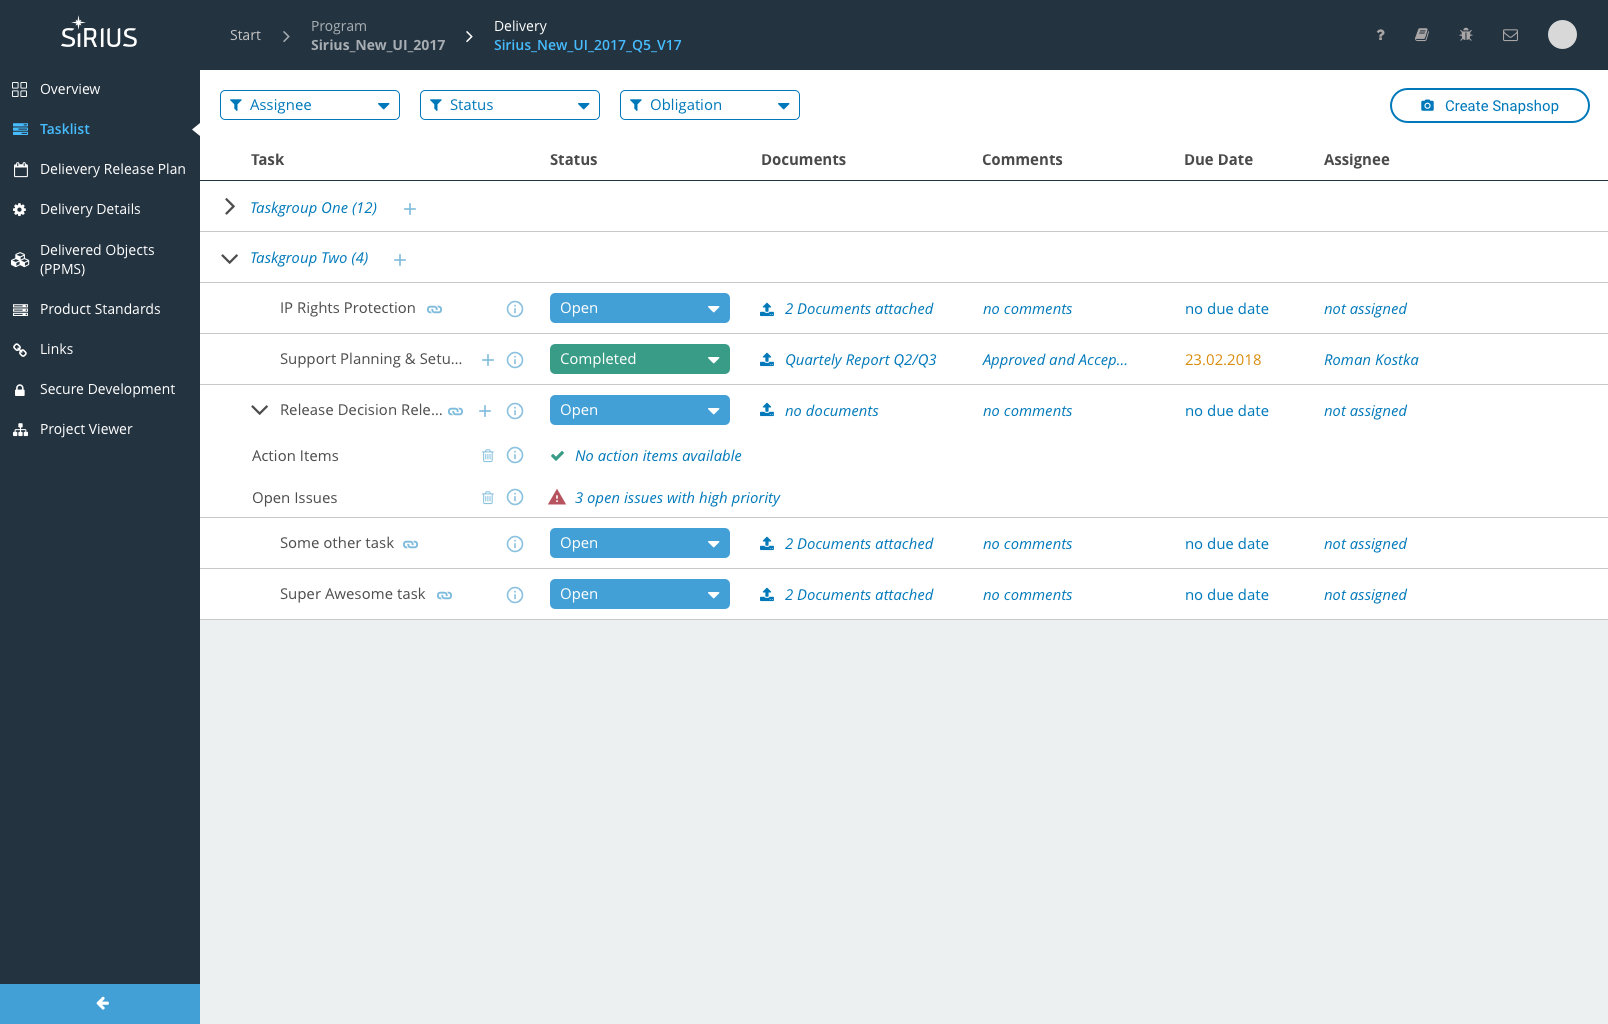 SiRIUS
Start
Program
Sirius_New_UI_2017
Delivery
Sirius_New_UI_2017_Q5_V17
?
Overview
Tasklist
Delievery Release Plan
Delivery Details
Delivered Objects
(PPMS)
Product Standards
Links
Secure Development
Project Viewer
Assignee
Status
Obligation
Create Snapshop
Task Status Documents Comments Due Date Assignee
Taskgroup One (12)
Taskgroup Two (4)
IP Rights Protection Open 2 Documents attached no comments no due date not assigned
Support Planning & Setu... Completed Quartely Report Q2/Q3 Approved and Accep... 23.02.2018 Roman Kostka
Release Decision Rele... Open no documents no comments no due date not assigned
Action Items No action items available
Open Issues 3 open issues with high priority
Some other task Open 2 Documents attached no comments no due date not assigned
Super Awesome task Open 2 Documents attached no comments no due date not assigned